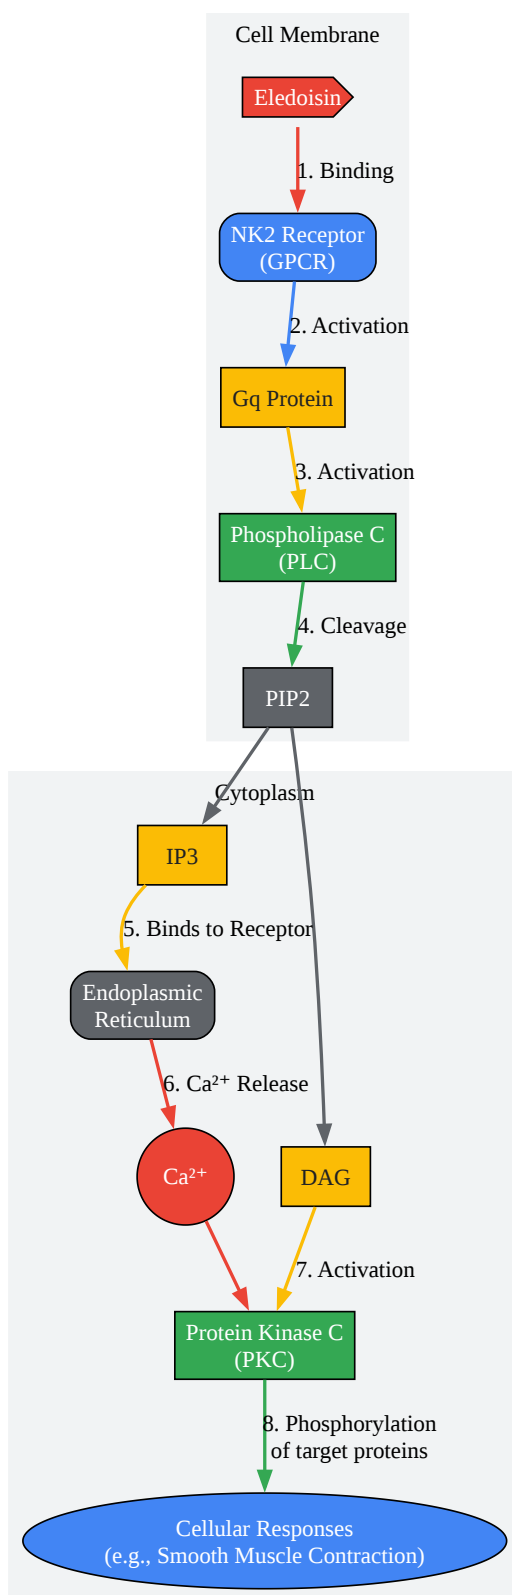 Cell Membrane
Eledoisin
1. Binding
NK2 Receptor
(GPCR)
2. Activation
Gq Protein
3. Activation
Phospholipase C
(PLC)
4. Cleavage
PIP2
Cytoplasm
IP3
5. Binds to Receptor
Endoplasmic
Reticulum
6. Ca²⁺ Release
Ca²⁺
DAG
7. Activation
Protein Kinase C
(PKC)
8. Phosphorylation
of target proteins
Cellular Responses
(e.g., Smooth Muscle Contraction)